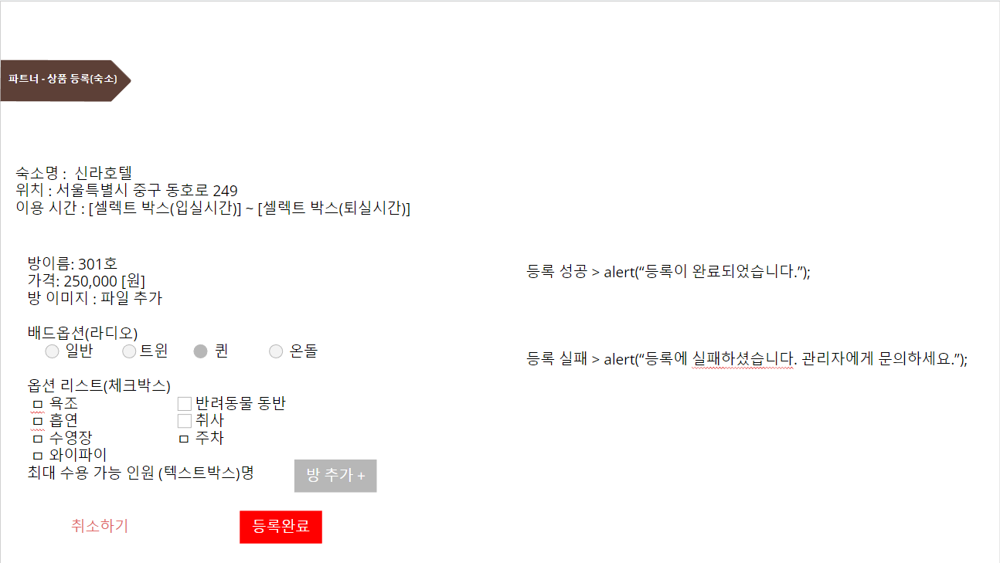 파트너 - 상품 등록(숙소)
숙소명 : 신라호텔
위치 : 서울특별시 중구 동호로 249
이용 시간 : [셀렉트 박스(입실시간)] ~ [셀렉트 박스(퇴실시간)]
방이름: 301호
가격: 250,000 [원]
방 이미지 : 파일 추가
배드옵션(라디오)
일반 트윈 퀸 온돌
옵션 리스트(체크박스)
ㅁ 욕조 반려동물 동반
ㅁ 흡연 취사
ㅁ 수영장 ㅁ 주차
ㅁ 와이파이
최대 수용 가능 인원 (텍스트박스)명
방 추가 +
취소하기
등록완료
등록 성공 > alert(“등록이 완료되었습니다.”);
등록 실패 > alert(“등록에 실패하셨습니다. 관리자에게 문의하세요.”);